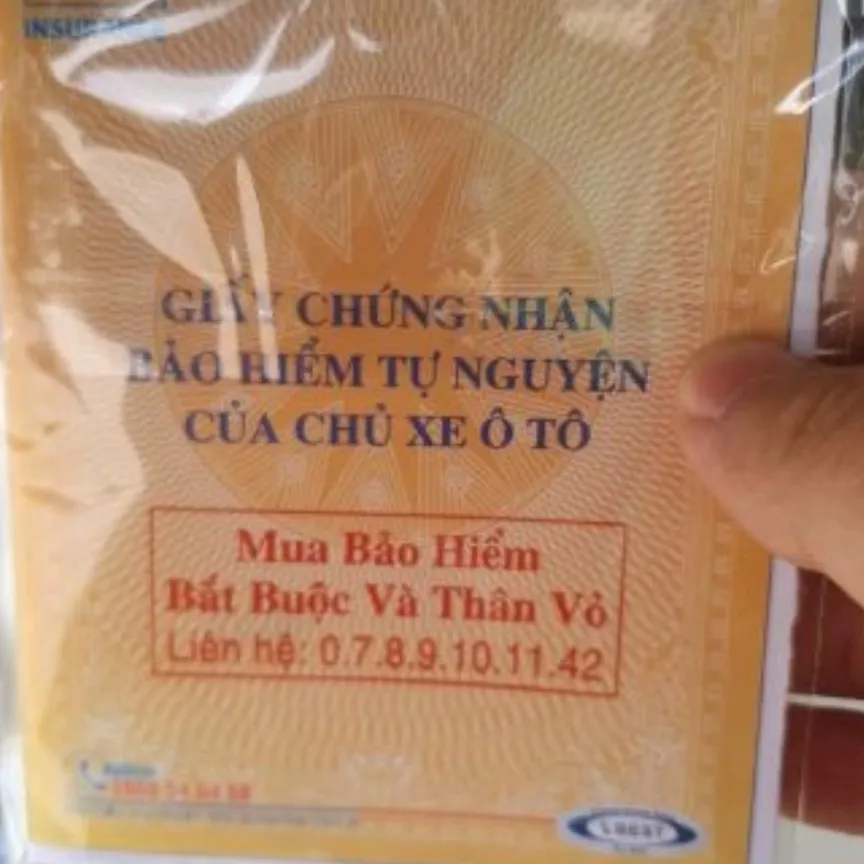 INSURANCE
GIẤY CHỨNG NHẬN
BẢO HIỂM TỰ NGUYỆN
CỦA CHỦ XE Ô TÔ
Mua Bảo Hiểm
Bắt Buộc Và Thân Vỏ
Liên hệ: 0.7.8.9.10.11.42